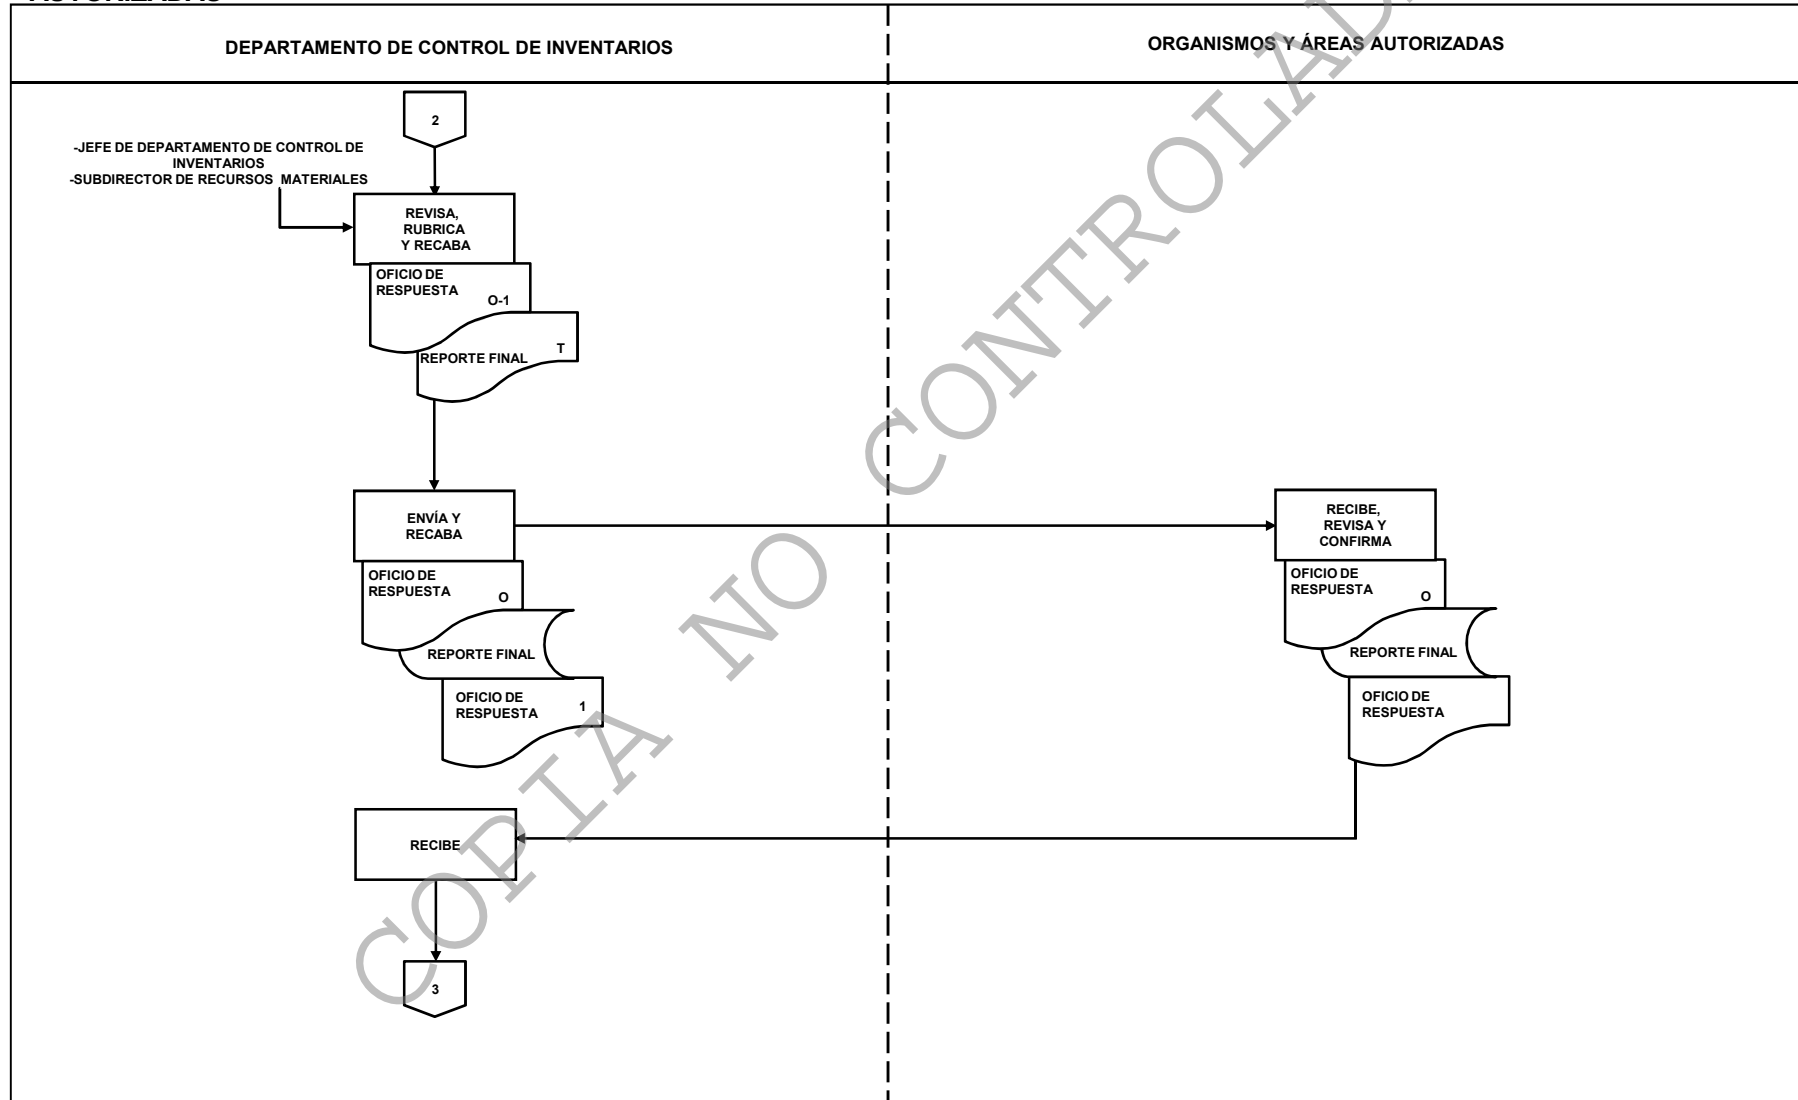 AUTORIZADAS
DEPARTAMENTO DE CONTROL DE INVENTARIOS
ORGANISMOS Y ÁREAS AUTORIZADAS
2
-JEFE DE DEPARTAMENTO DE CONTROL DE
INVENTARIOS
-SUBDIRECTOR DE RECURSOS MATERIALES
REVISA,
RUBRICA
Y RECABA
OFICIO DE
RESPUESTA
O-1
REPORTE FINAL
T
ENVÍA Y
RECABA
OFICIO DE
RESPUESTA
O
REPORTE FINAL
OFICIO DE
RESPUESTA
1
RECIBE,
REVISA Y
CONFIRMA
OFICIO DE
RESPUESTA
O
REPORTE FINAL
OFICIO DE
RESPUESTA
RECIBE
3
COPIA NO CONTROLAD